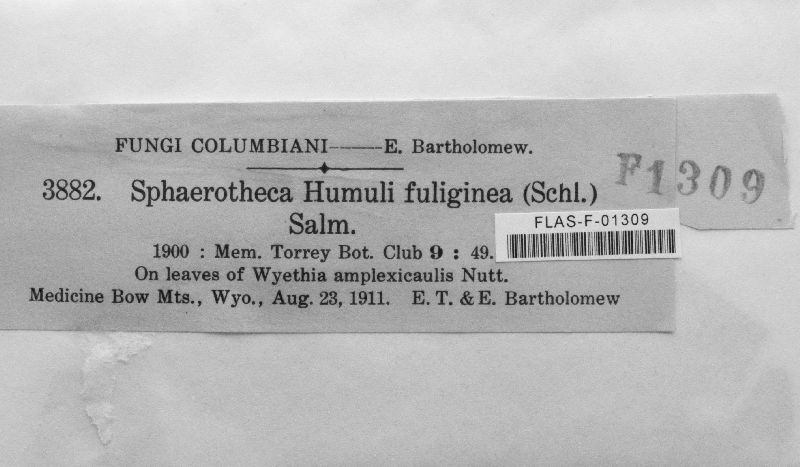 FUNGI COLUMBIANI——E. Bartholomew.
F1309
3882. Sphaerotheca Humuli fuliginea (Schl.)
Salm.
FLAS-F-01309
1900 : Mem. Torrey Bot. Club 9 : 49.
On leaves of Wyethia amplexicaulis Nutt.
Medicine Bow Mts., Wyo., Aug. 23, 1911. E. T. & E. Bartholomew